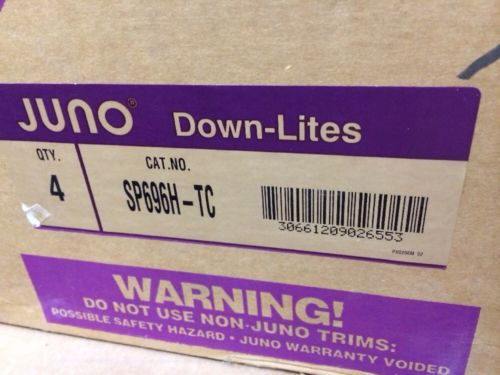 JUNO® Down-Lites
QTY.
4
CAT.NO.
SP696H-TC
30661209026553
WARNING!
DO NOT USE NON-JUNO TRIMS:
POSSIBLE SAFETY HAZARD • JUNO WARRANTY VOIDED